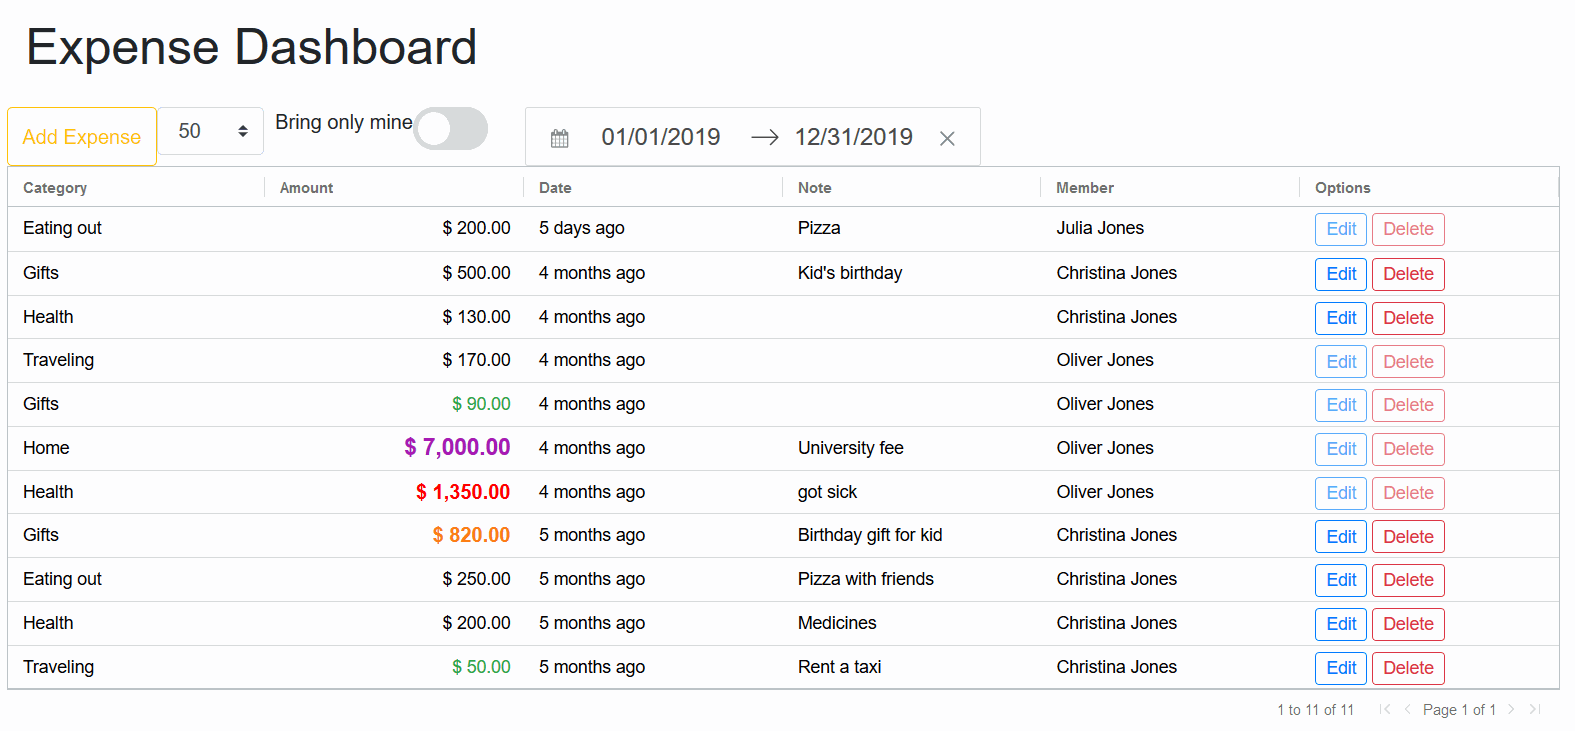 Expense Dashboard
Add Expense 50 Bring only mine 01/01/2019 12/31/2019
Category Amount Date Note Member Options
Eating out $ 200.00 5 days ago Pizza Julia Jones Edit Delete
Gifts $ 500.00 4 months ago Kid's birthday Christina Jones Edit Delete
Health $ 130.00 4 months ago Christina Jones Edit Delete
Traveling $ 170.00 4 months ago Oliver Jones Edit Delete
Gifts $ 90.00 4 months ago Oliver Jones Edit Delete
Home $ 7,000.00 4 months ago University fee Oliver Jones Edit Delete
Health $ 1,350.00 4 months ago got sick Oliver Jones Edit Delete
Gifts $ 820.00 5 months ago Birthday gift for kid Christina Jones Edit Delete
Eating out $ 250.00 5 months ago Pizza with friends Christina Jones Edit Delete
Health $ 200.00 5 months ago Medicines Christina Jones Edit Delete
Traveling $ 50.00 5 months ago Rent a taxi Christina Jones Edit Delete
1 to 11 of 11 Page 1 of 1